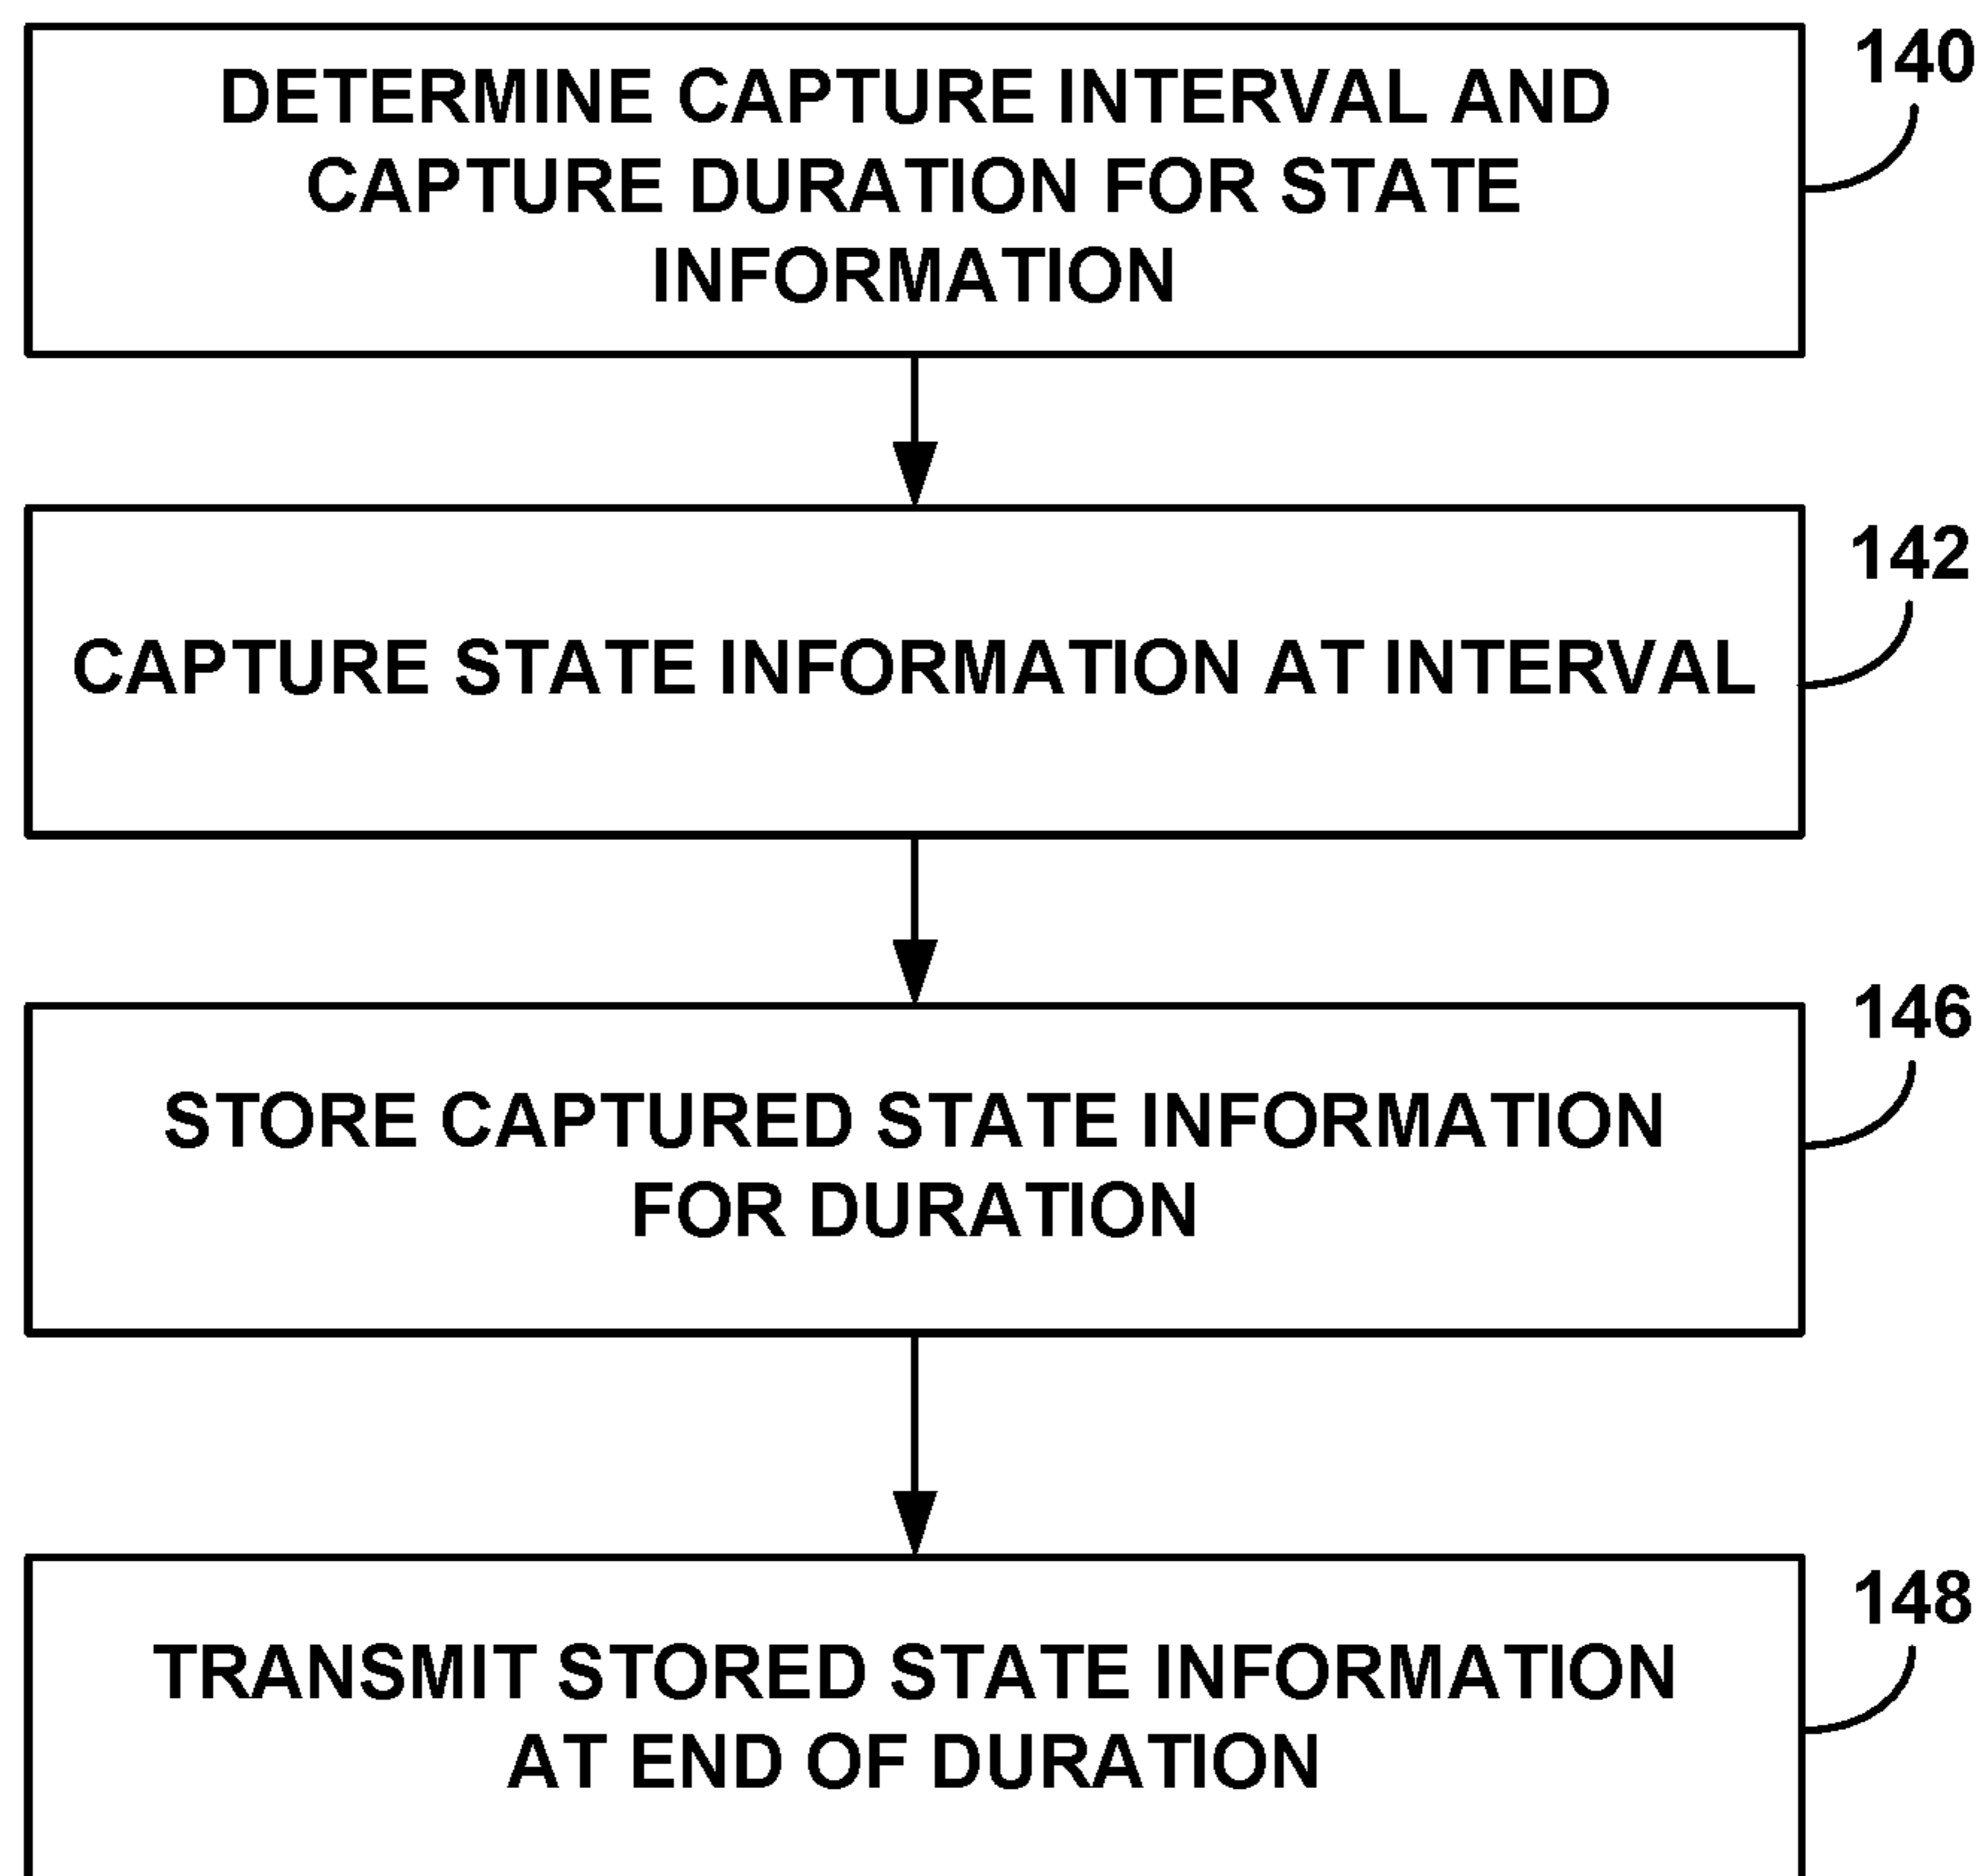 DETERMINE CAPTURE INTERVAL AND
CAPTURE DURATION FOR STATE
INFORMATION
140
CAPTURE STATE INFORMATION AT INTERVAL
142
STORE CAPTURED STATE INFORMATION
FOR DURATION
146
TRANSMIT STORED STATE INFORMATION
AT END OF DURATION
148